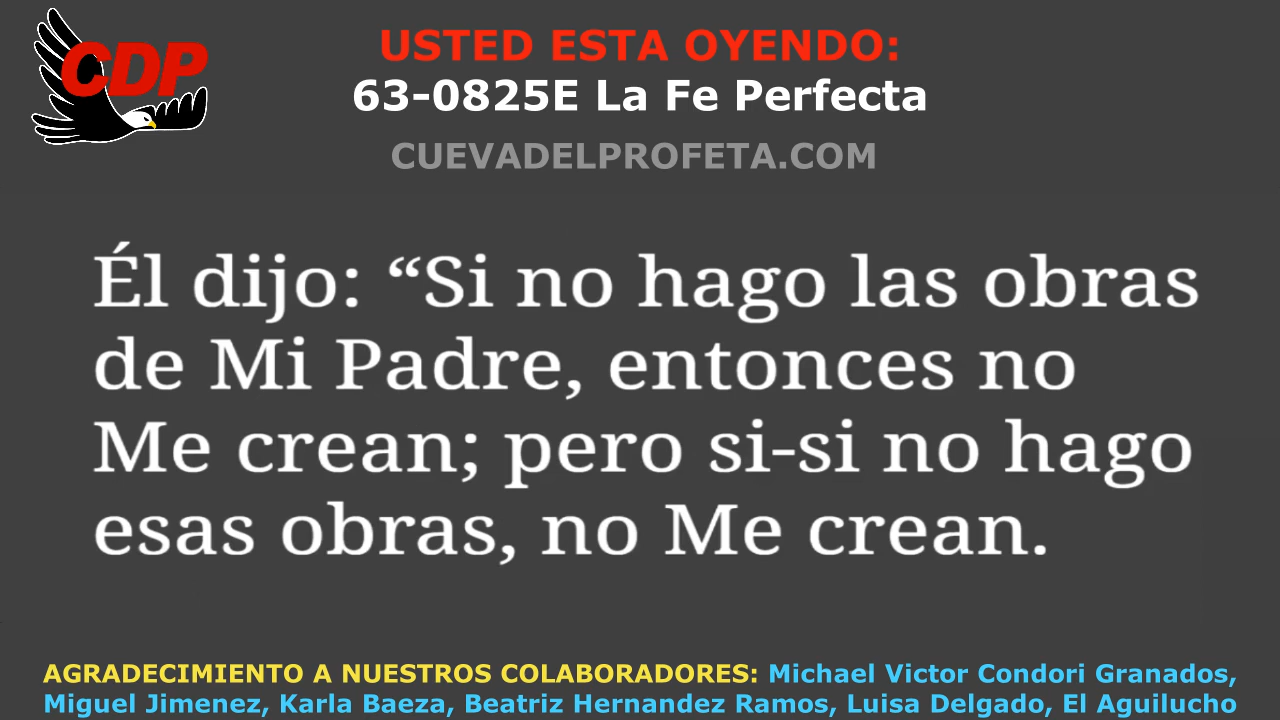 CDP
USTED ESTA OYENDO:
63-0825E La Fe Perfecta
CUEVADELPROFETA.COM
Él dijo: “Si no hago las obras
de Mi Padre, entonces no
Me crean; pero si-si no hago
esas obras, no Me crean.
AGRADECIMIENTO A NUESTROS COLABORADORES: Michael Victor Condori Granados,
Miguel Jimenez, Karla Baeza, Beatriz Hernandez Ramos, Luisa Delgado, El Aguilucho